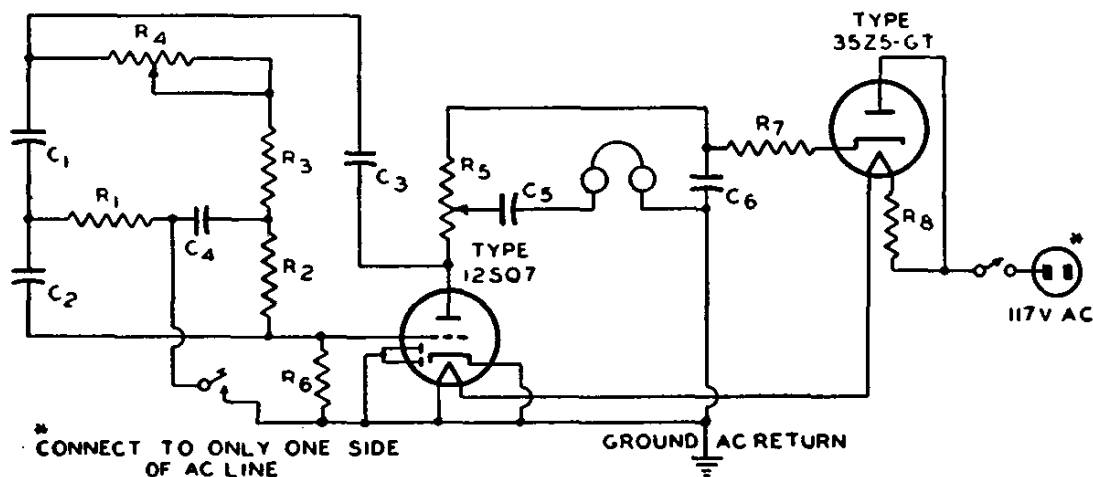 TYPE
35Z5-GT
R4
R7
C1
R3
C3
R5
C5
C6
R1
C4
R8
TYPE
12SQ7
*
C2
R2
117V AC
R6
*
CONNECT TO ONLY ONE SIDE
OF AC LINE
GROUND AC RETURN